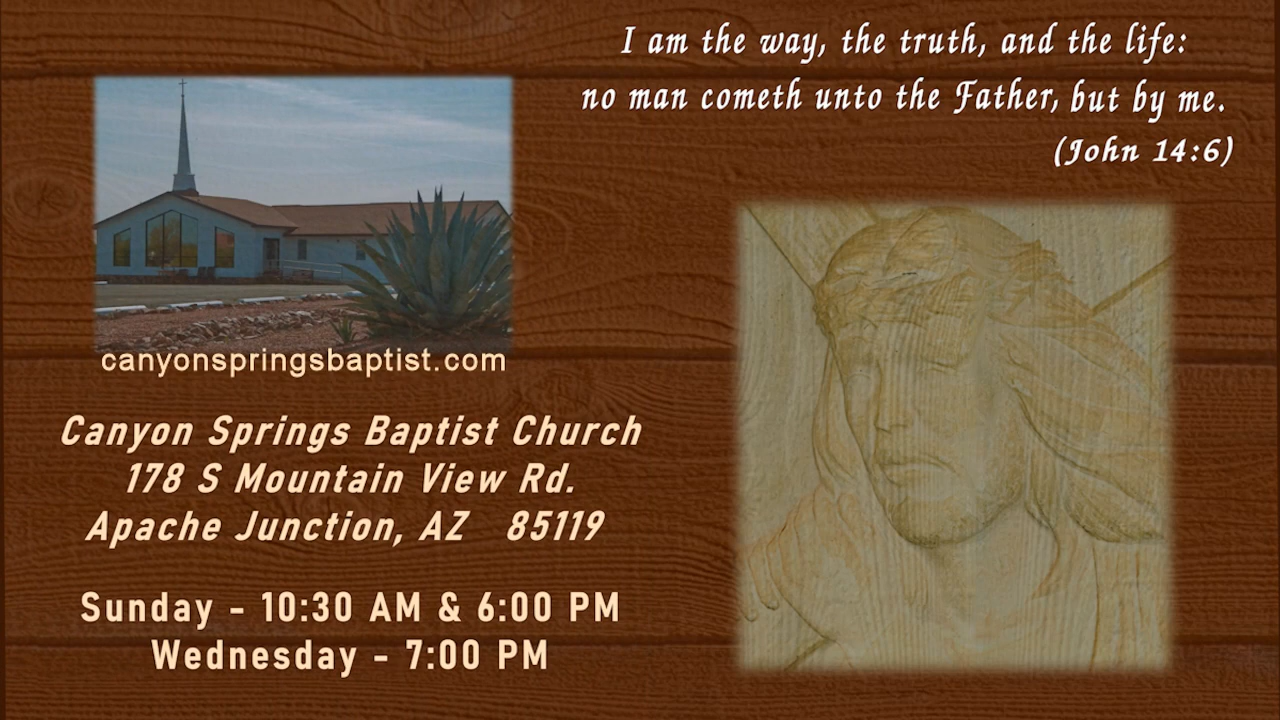 I am the way, the truth, and the life:
no man cometh unto the Father, but by me.
(John 14:6)
canyonspringsbaptist.com
Canyon Springs Baptist Church
178 S Mountain View Rd.
Apache Junction, AZ 85119
Sunday - 10:30 AM & 6:00 PM
Wednesday - 7:00 PM